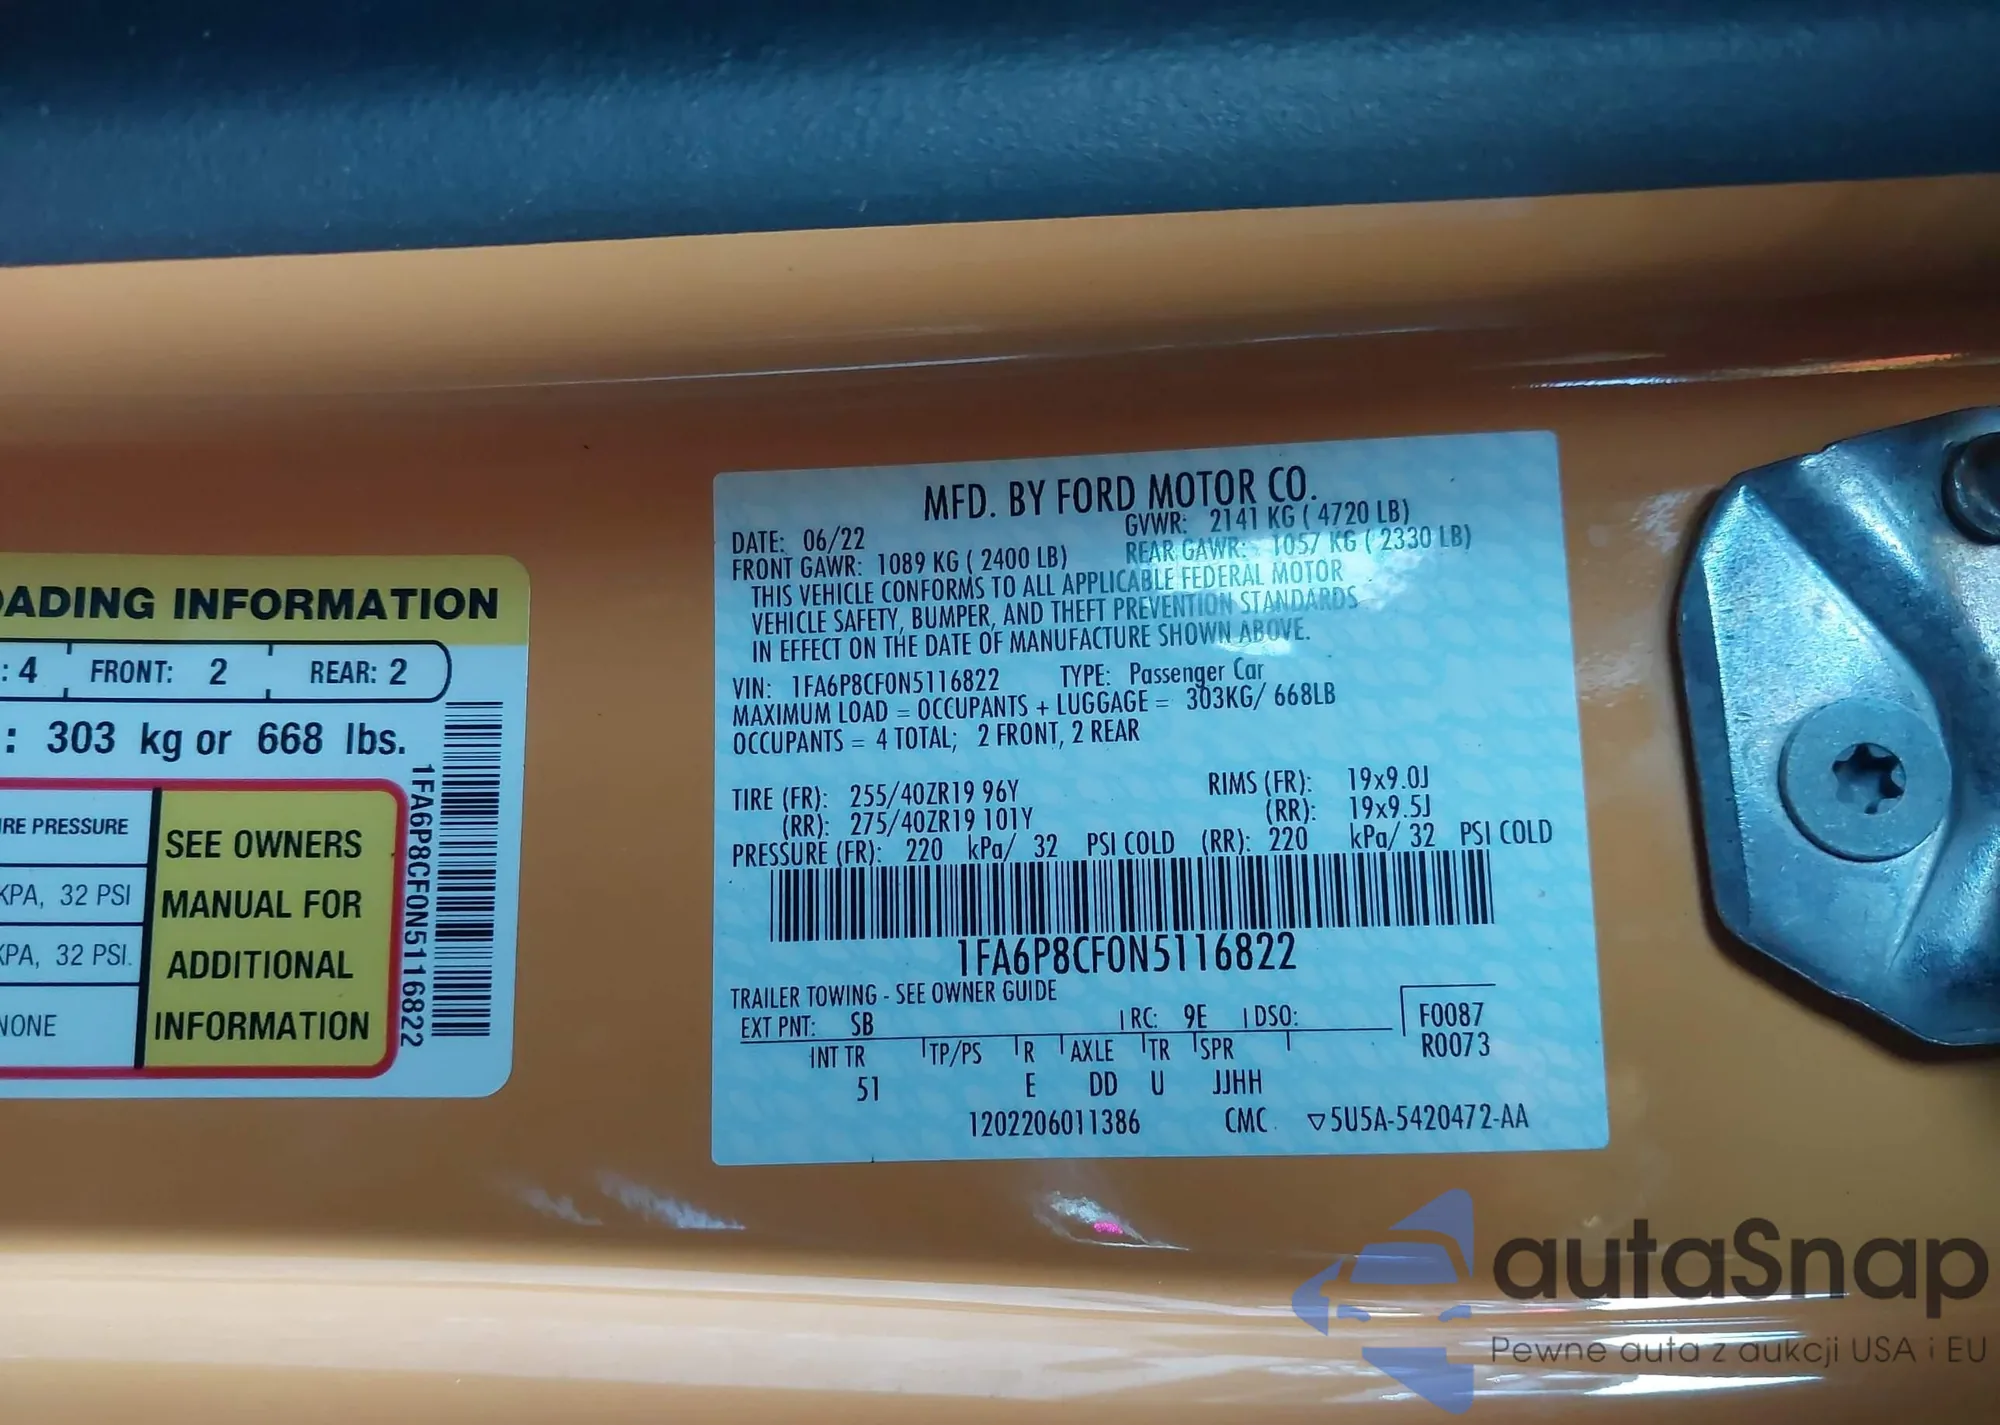 ADING INFORMATION
: 4 FRONT: 2 REAR: 2
: 303 kg or 668 lbs.
RE PRESSURE
KPA, 32 PSI
KPA, 32 PSI.
NONE
SEE OWNERS
MANUAL FOR
ADDITIONAL
INFORMATION
1FA6P8CF0N5116822
MFD. BY FORD MOTOR CO.
DATE: 06/22 GVWR: 2141 KG ( 4720 LB)
FRONT GAWR: 1089 KG ( 2400 LB) REAR GAWR: 1057 KG ( 2330 LB)
THIS VEHICLE CONFORMS TO ALL APPLICABLE FEDERAL MOTOR
VEHICLE SAFETY, BUMPER, AND THEFT PREVENTION STANDARDS
IN EFFECT ON THE DATE OF MANUFACTURE SHOWN ABOVE.
VIN: 1FA6P8CF0N5116822 TYPE: Passenger Car
MAXIMUM LOAD = OCCUPANTS + LUGGAGE = 303KG/ 668LB
OCCUPANTS = 4 TOTAL; 2 FRONT, 2 REAR
TIRE (FR): 255/40ZR19 96Y RIMS (FR): 19x9.0J
(RR): 275/40ZR19 101Y (RR): 19x9.5J
PRESSURE (FR): 220 kPa/ 32 PSI COLD (RR): 220 kPa/ 32 PSI COLD
1FA6P8CF0N5116822
TRAILER TOWING - SEE OWNER GUIDE
EXT PNT: SB RC: 9E DSO: F0087
INT TR TP/PS R AXLE TR SPR R0073
51 E DD U JJHH
1202206011386 CMC ▽5U5A-5420472-AA
autaSnap
Pewne auta z aukcji USA i EU